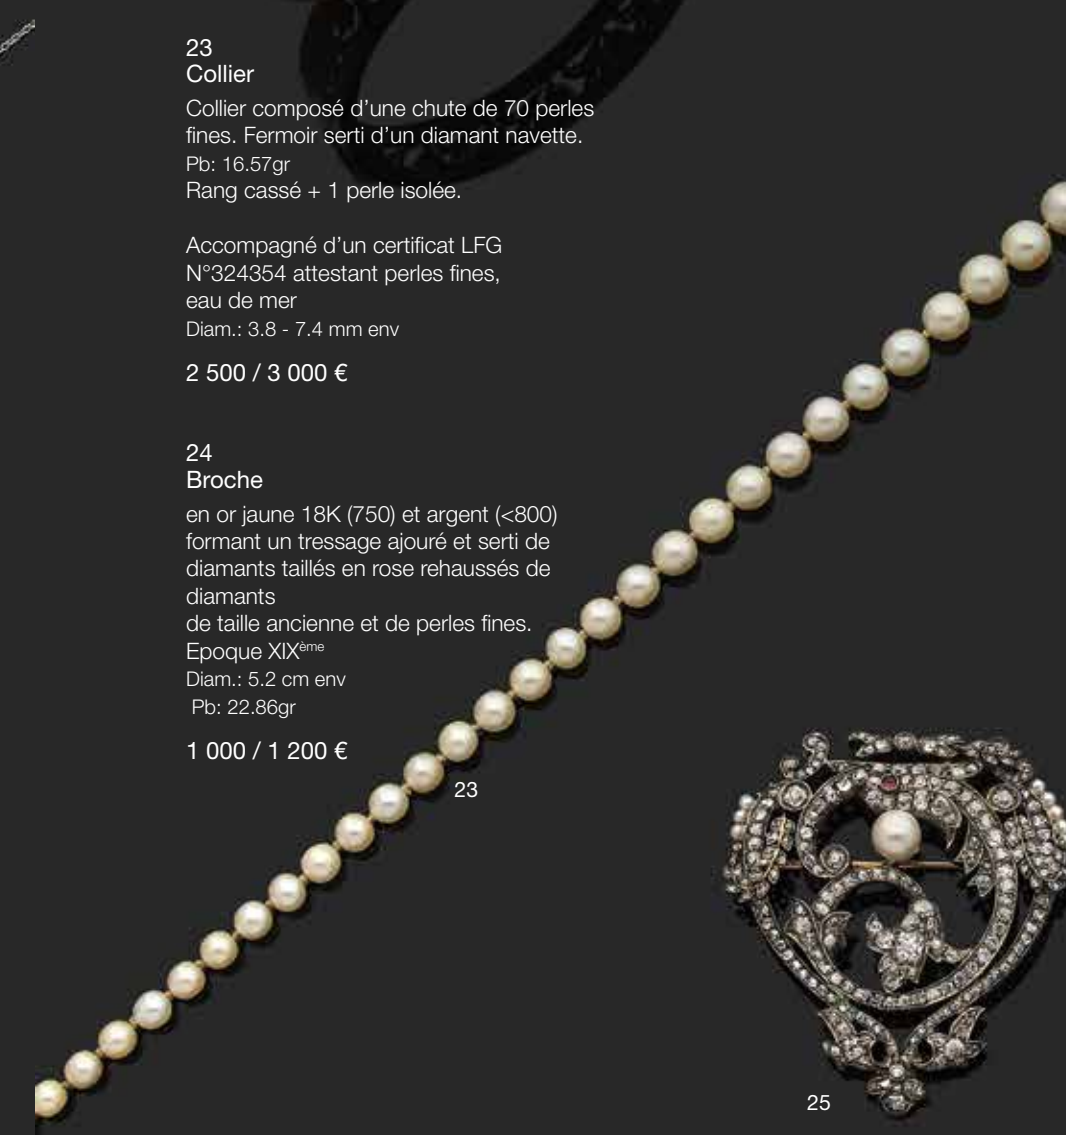 23
Collier
Collier composé d’une chute de 70 perles
fines. Fermoir serti d’un diamant navette.
Pb: 16.57gr
Rang cassé + 1 perle isolée.
Accompagné d’un certificat LFG
N°324354 attestant perles fines,
eau de mer
Diam.: 3.8 - 7.4 mm env
2 500 / 3 000 €
24
Broche
en or jaune 18K (750) et argent (<800)
formant un tressage ajouré et serti de
diamants taillés en rose rehaussés de
diamants
de taille ancienne et de perles fines.
Epoque XIXème
Diam.: 5.2 cm env
Pb: 22.86gr
1 000 / 1 200 €
23
25